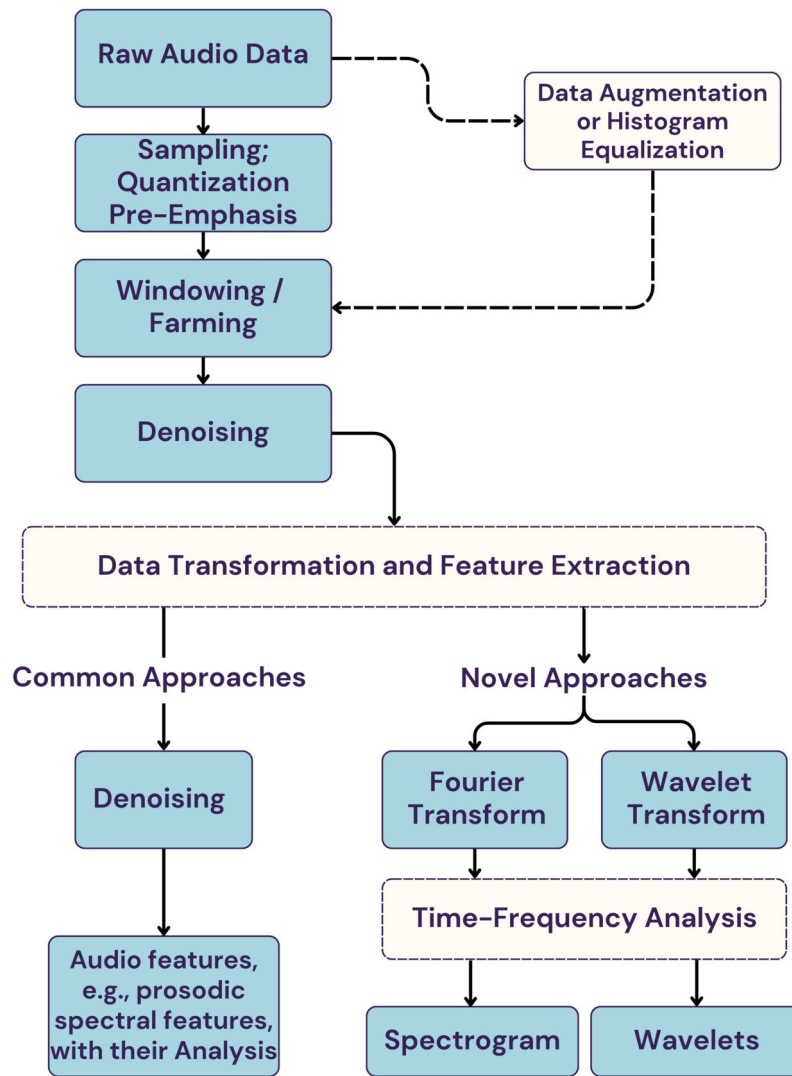 Raw Audio Data
Data Augmentation
or Histogram
Equalization
Sampling;
Quantization
Pre-Emphasis
Windowing /
Farming
Denoising
Data Transformation and Feature Extraction
Common Approaches
Novel Approaches
Denoising
Fourier
Transform
Wavelet
Transform
Time-Frequency Analysis
Audio features,
e.g., prosodic
spectral features,
with their Analysis
Spectrogram
Wavelets